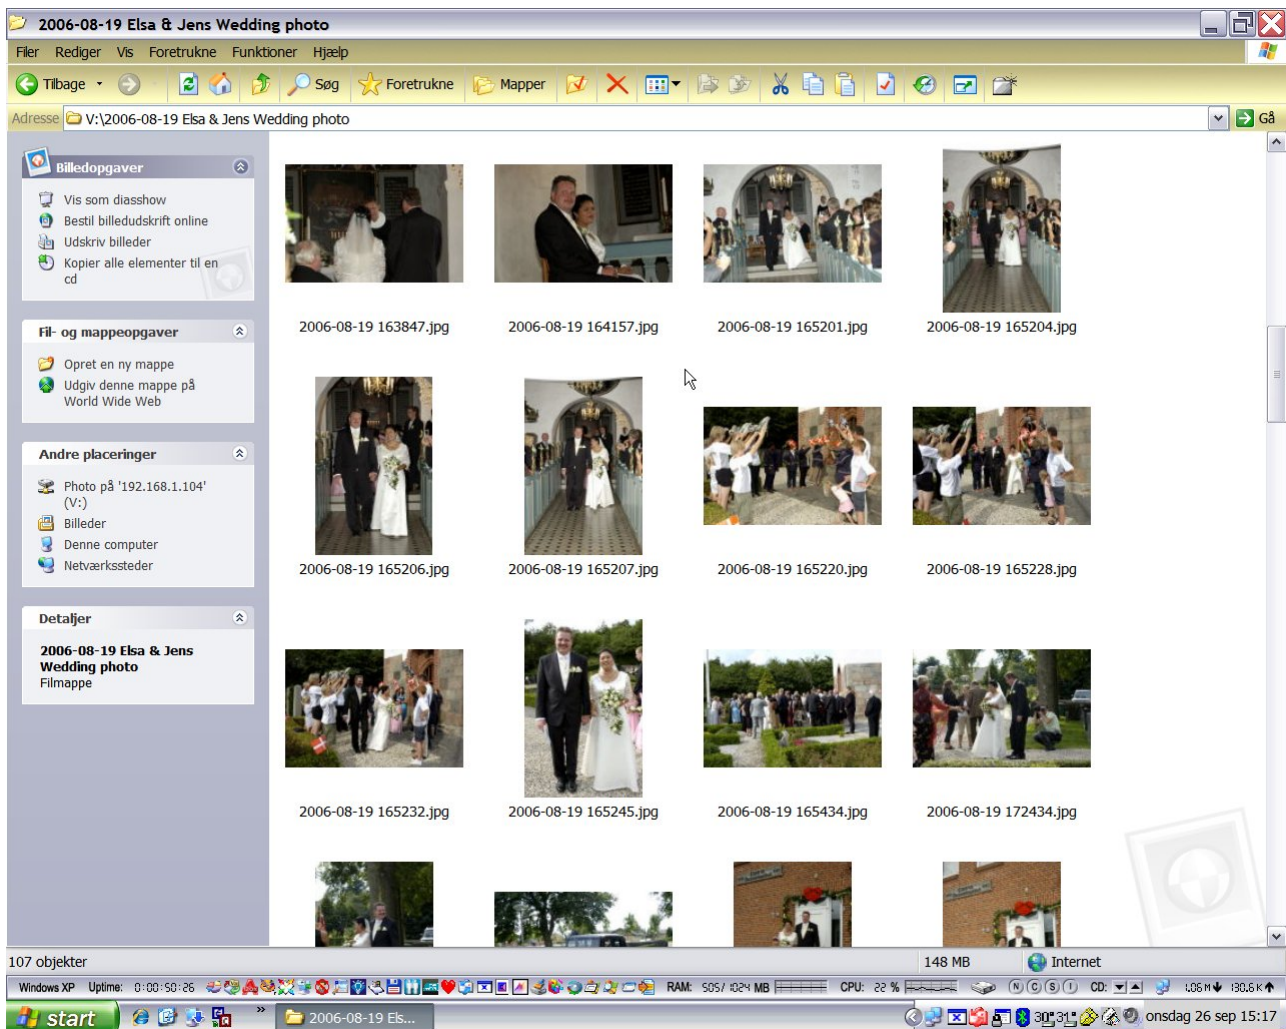 2006-08-19 Elsa & Jens Wedding photo
Filer Rediger Vis Foretrukne Funktioner Hjælp
Tilbage Søg Foretrukne Mapper
Adresse V:\2006-08-19 Elsa & Jens Wedding photo Gå
Billedopgaver
Vis som diasshow
Bestil billedudskrift online
Udskriv billeder
Kopier alle elementer til en
cd
Fil- og mappeopgaver
Opret en ny mappe
Udgiv denne mappe på
World Wide Web
Andre placeringer
Photo på '192.168.1.104'
(V:)
Billeder
Denne computer
Netværkssteder
Detaljer
2006-08-19 Elsa & Jens
Wedding photo
Filmappe
2006-08-19 163847.jpg 2006-08-19 164157.jpg 2006-08-19 165201.jpg 2006-08-19 165204.jpg
2006-08-19 165206.jpg 2006-08-19 165207.jpg 2006-08-19 165220.jpg 2006-08-19 165228.jpg
2006-08-19 165232.jpg 2006-08-19 165245.jpg 2006-08-19 165434.jpg 2006-08-19 172434.jpg
107 objekter 148 MB Internet
Windows XP Uptime: 0:00:50:26 RAM: 505/1024 MB CPU: 22 % N C S I CD: 1.06M 130.6K
start 2006-08-19 Els... 30° 31° onsdag 26 sep 15:17